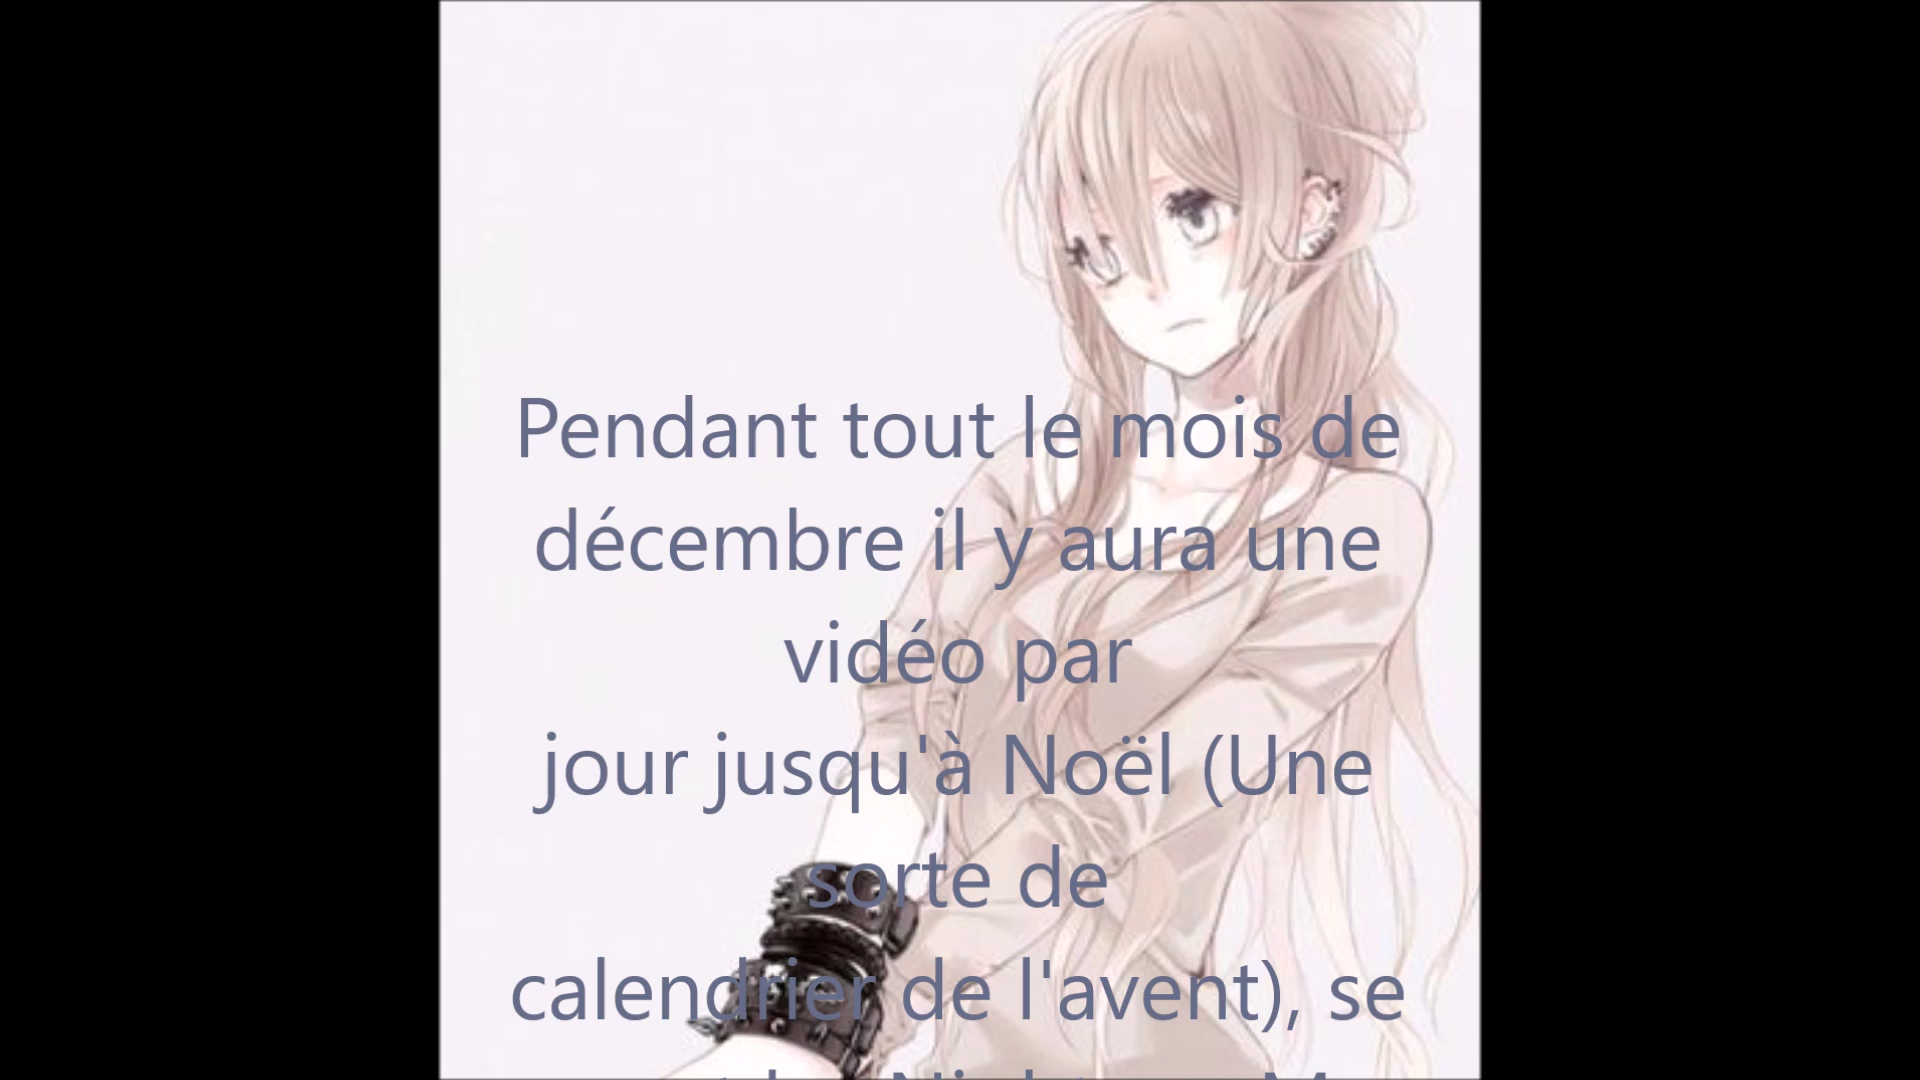 Pendant tout le mois de
décembre il y aura une
vidéo par
jour jusqu'à Noël (Une
sorte de
calendrier de l'avent), se